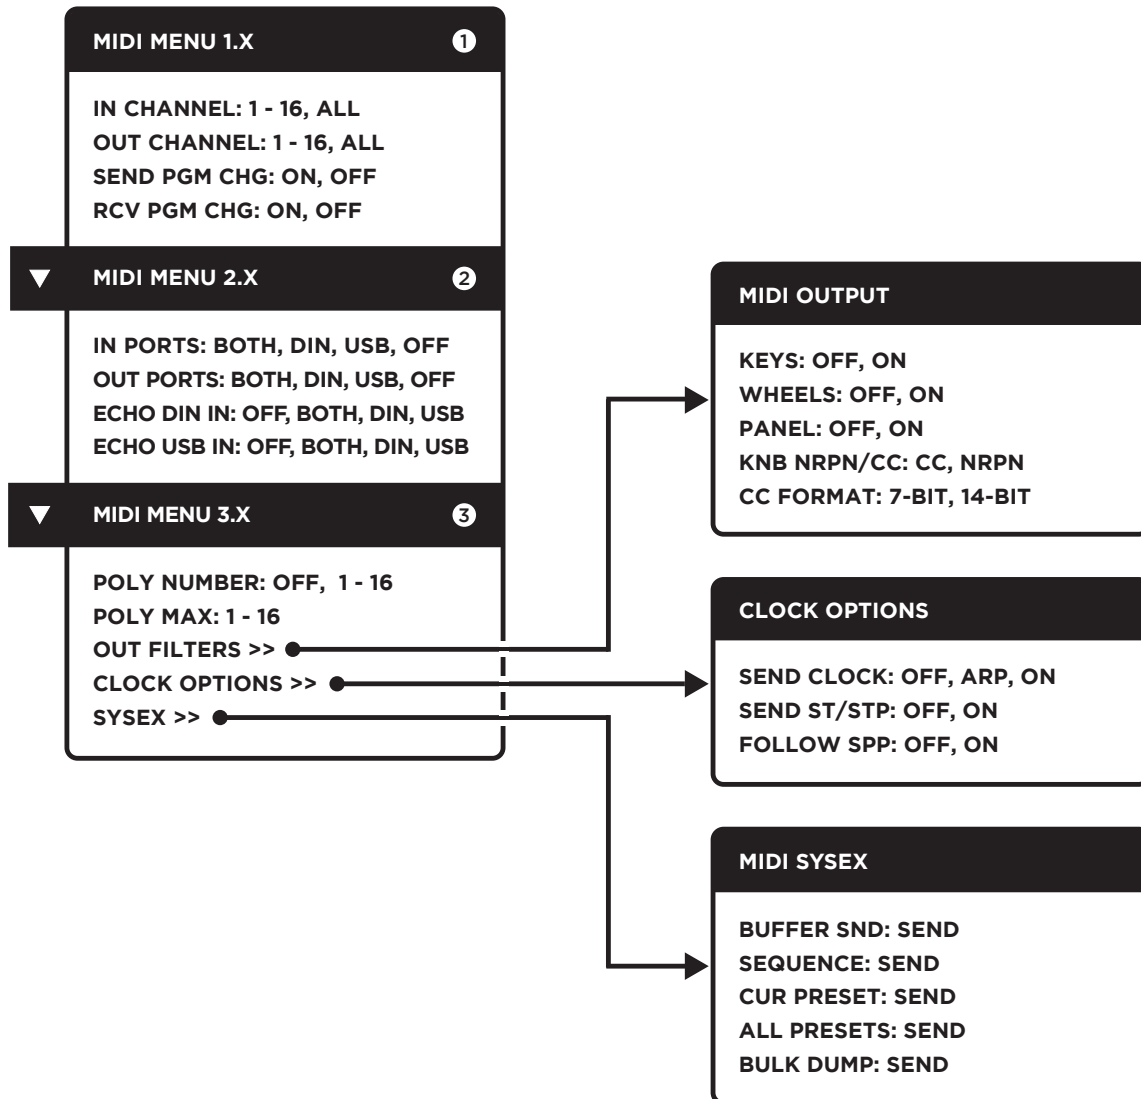 MIDI MENU 1.X 1
IN CHANNEL: 1 - 16, ALL
OUT CHANNEL: 1 - 16, ALL
SEND PGM CHG: ON, OFF
RCV PGM CHG: ON, OFF
▼ MIDI MENU 2.X 2
IN PORTS: BOTH, DIN, USB, OFF
OUT PORTS: BOTH, DIN, USB, OFF
ECHO DIN IN: OFF, BOTH, DIN, USB
ECHO USB IN: OFF, BOTH, DIN, USB
▼ MIDI MENU 3.X 3
POLY NUMBER: OFF, 1 - 16
POLY MAX: 1 - 16
OUT FILTERS >>
CLOCK OPTIONS >>
SYSEX >>
MIDI OUTPUT
KEYS: OFF, ON
WHEELS: OFF, ON
PANEL: OFF, ON
KNB NRPN/CC: CC, NRPN
CC FORMAT: 7-BIT, 14-BIT
CLOCK OPTIONS
SEND CLOCK: OFF, ARP, ON
SEND ST/STP: OFF, ON
FOLLOW SPP: OFF, ON
MIDI SYSEX
BUFFER SND: SEND
SEQUENCE: SEND
CUR PRESET: SEND
ALL PRESETS: SEND
BULK DUMP: SEND